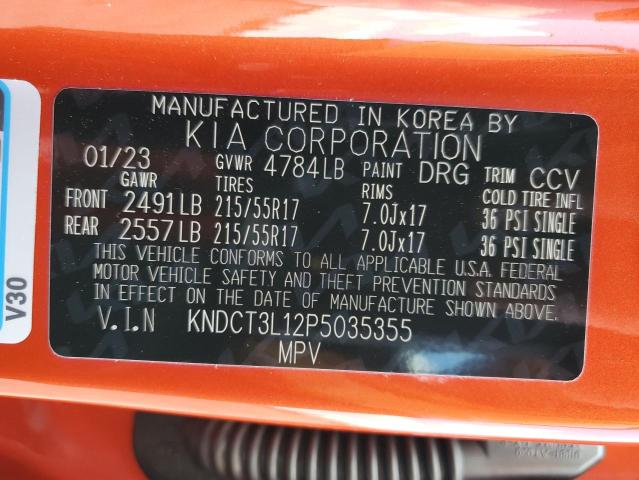 MANUFACTURED IN KOREA BY
KIA CORPORATION
01/23 GVWR 4784LB PAINT DRG TRIM CCV
GAWR TIRES RIMS COLD TIRE INFL
FRONT 2491LB 215/55R17 7.0Jx17 36 PSI SINGLE
REAR 2557LB 215/55R17 7.0Jx17 36 PSI SINGLE
THIS VEHICLE CONFORMS TO ALL APPLICABLE U.S.A. FEDERAL
MOTOR VEHICLE SAFETY AND THEFT PREVENTION STANDARDS
IN EFFECT ON THE DATE OF MANUFACTURE SHOWN ABOVE.
V.I.N KNDCT3L12P5035355
MPV
V30